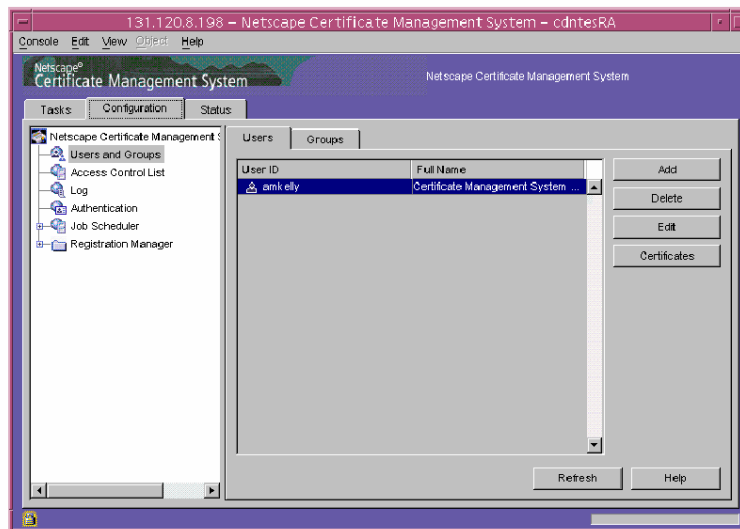 131.120.8.198 – Netscape Certificate Management System – cdntesRA
Console Edit View Object Help
Netscape®
Certificate Management System
Netscape Certificate Management System
Tasks Configuration Status
Netscape Certificate Management S
Users and Groups
Access Control List
Log
Authentication
Job Scheduler
Registration Manager
Users Groups
User ID Full Name
amkelly Certificate Management System ...
Add
Delete
Edit
Certificates
Refresh Help